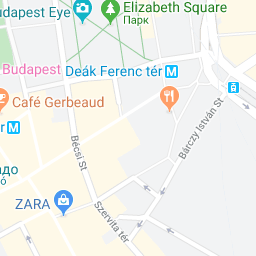 Budapest Eye
Elizabeth Square
Парк
Budapest
Deák Ferenc tér M
Café Gerbeaud
M
Bécsi St
Bárczy István St
ZARA
Szervita tér